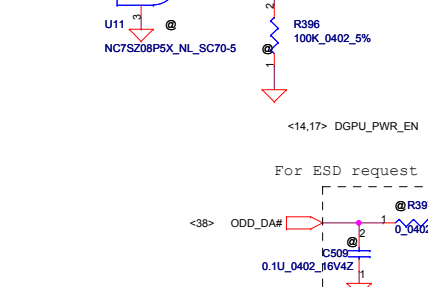 3
2
U11 @
R396
100K_0402_5%
NC7SZ08P5X_NL_SC70-5
@
1
<14,17> DGPU_PWR_EN
For ESD request
@ R39
<38> ODD_DA#
1
0_0402
2
@
C509
0.1U_0402_16V4Z
1